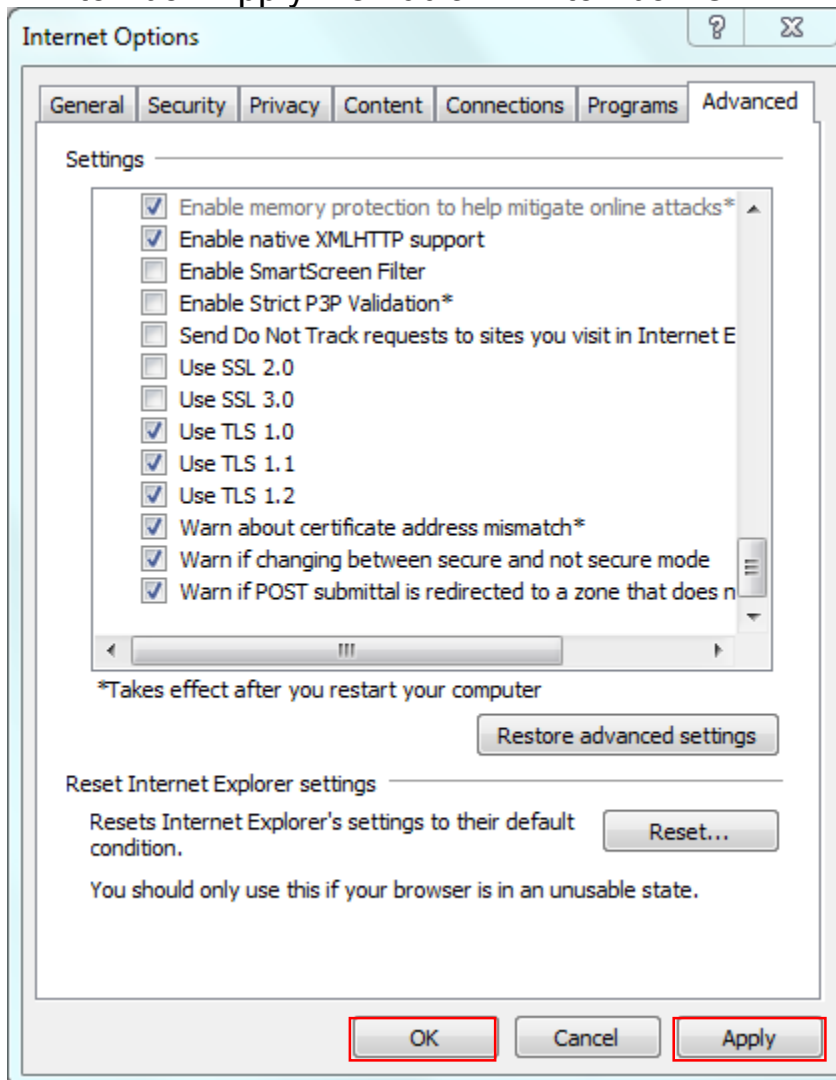 Internet Options
General Security Privacy Content Connections Programs Advanced
Settings
Enable memory protection to help mitigate online attacks*
Enable native XMLHTTP support
Enable SmartScreen Filter
Enable Strict P3P Validation*
Send Do Not Track requests to sites you visit in Internet E
Use SSL 2.0
Use SSL 3.0
Use TLS 1.0
Use TLS 1.1
Use TLS 1.2
Warn about certificate address mismatch*
Warn if changing between secure and not secure mode
Warn if POST submittal is redirected to a zone that does n
*Takes effect after you restart your computer
Restore advanced settings
Reset Internet Explorer settings
Resets Internet Explorer's settings to their default
condition.
Reset...
You should only use this if your browser is in an unusable state.
OK Cancel Apply